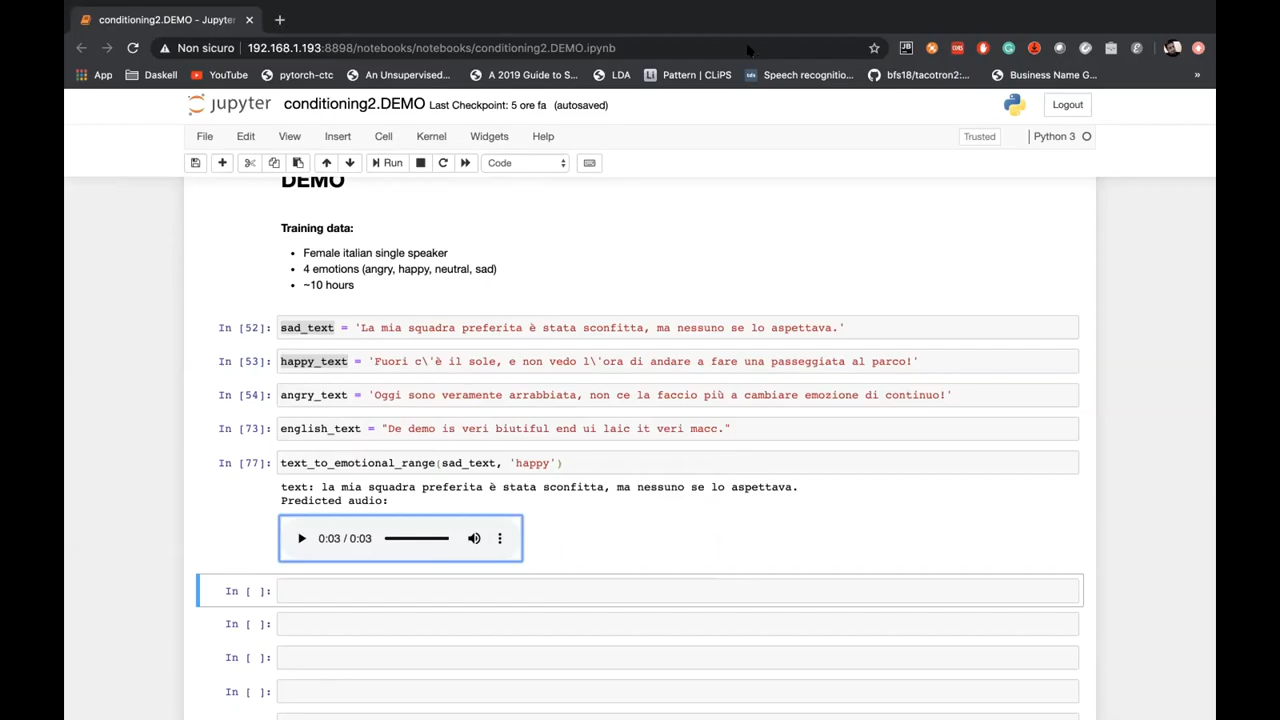 conditioning2.DEMO - Jupyter
Non sicuro 192.168.1.193:8898/notebooks/notebooks/conditioning2.DEMO.ipynb
App Daskell YouTube pytorch-ctc An Unsupervised... A 2019 Guide to S... LDA Pattern | CLiPS Speech recognitio... bfs18/tacotron2:... Business Name G... »
jupyter conditioning2.DEMO Last Checkpoint: 5 ore fa (autosaved) Logout
File Edit View Insert Cell Kernel Widgets Help Trusted Python 3
Run Code
DEMO
Training data:
• Female italian single speaker
• 4 emotions (angry, happy, neutral, sad)
• ~10 hours
In [52]: sad_text = 'La mia squadra preferita è stata sconfitta, ma nessuno se lo aspettava.'
In [53]: happy_text = 'Fuori c\'è il sole, e non vedo l\'ora di andare a fare una passeggiata al parco!'
In [54]: angry_text = 'Oggi sono veramente arrabbiata, non ce la faccio più a cambiare emozione di continuo!'
In [73]: english_text = "De demo is veri biutiful end ui laic it veri macc."
In [77]: text_to_emotional_range(sad_text, 'happy')
text: la mia squadra preferita è stata sconfitta, ma nessuno se lo aspettava.
Predicted audio:
0:03 / 0:03
In [ ]:
In [ ]:
In [ ]:
In [ ]: